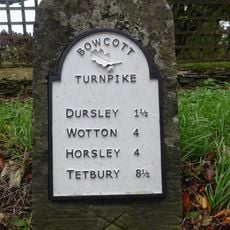 BOWCOTT
TURNPIKE
DURSLEY 1½
WOTTON 4
HORSLEY 4
TETBURY 8½